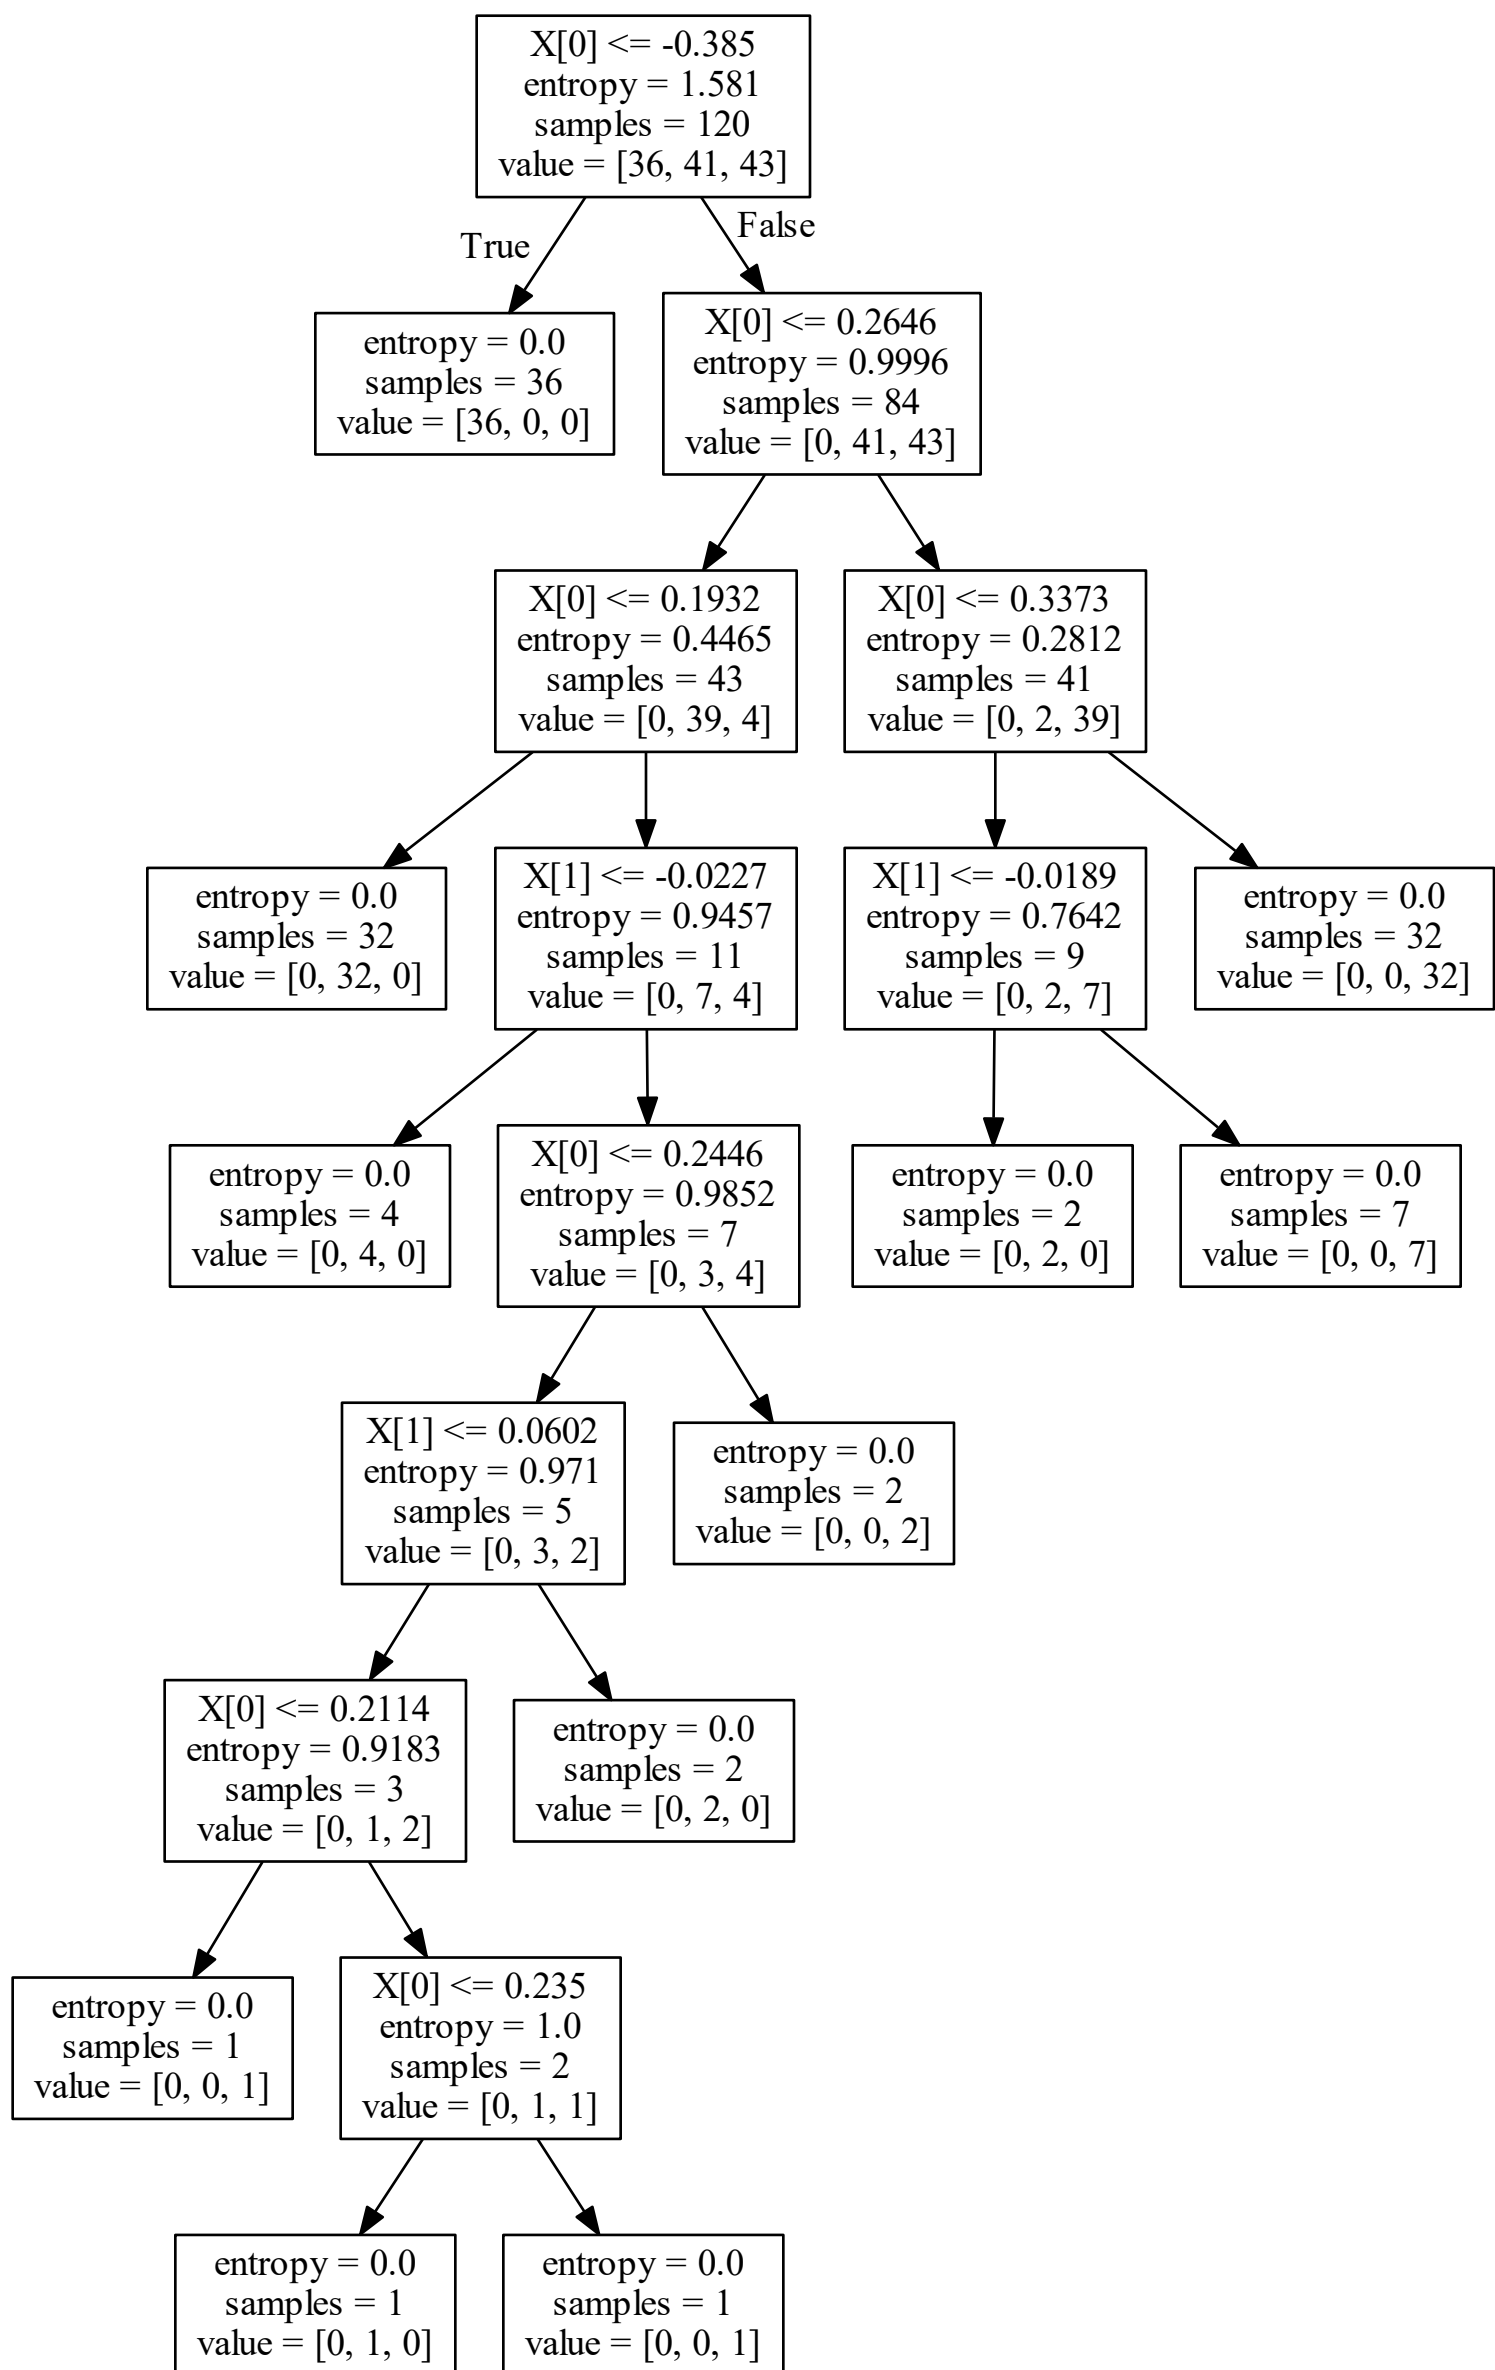 X[0] <= -0.385
entropy = 1.581
samples = 120
value = [36, 41, 43]
True
False
entropy = 0.0
samples = 36
value = [36, 0, 0]
X[0] <= 0.2646
entropy = 0.9996
samples = 84
value = [0, 41, 43]
X[0] <= 0.1932
entropy = 0.4465
samples = 43
value = [0, 39, 4]
X[0] <= 0.3373
entropy = 0.2812
samples = 41
value = [0, 2, 39]
entropy = 0.0
samples = 32
value = [0, 32, 0]
X[1] <= -0.0227
entropy = 0.9457
samples = 11
value = [0, 7, 4]
X[1] <= -0.0189
entropy = 0.7642
samples = 9
value = [0, 2, 7]
entropy = 0.0
samples = 32
value = [0, 0, 32]
entropy = 0.0
samples = 4
value = [0, 4, 0]
X[0] <= 0.2446
entropy = 0.9852
samples = 7
value = [0, 3, 4]
entropy = 0.0
samples = 2
value = [0, 2, 0]
entropy = 0.0
samples = 7
value = [0, 0, 7]
X[1] <= 0.0602
entropy = 0.971
samples = 5
value = [0, 3, 2]
entropy = 0.0
samples = 2
value = [0, 0, 2]
X[0] <= 0.2114
entropy = 0.9183
samples = 3
value = [0, 1, 2]
entropy = 0.0
samples = 2
value = [0, 2, 0]
entropy = 0.0
samples = 1
value = [0, 0, 1]
X[0] <= 0.235
entropy = 1.0
samples = 2
value = [0, 1, 1]
entropy = 0.0
samples = 1
value = [0, 1, 0]
entropy = 0.0
samples = 1
value = [0, 0, 1]